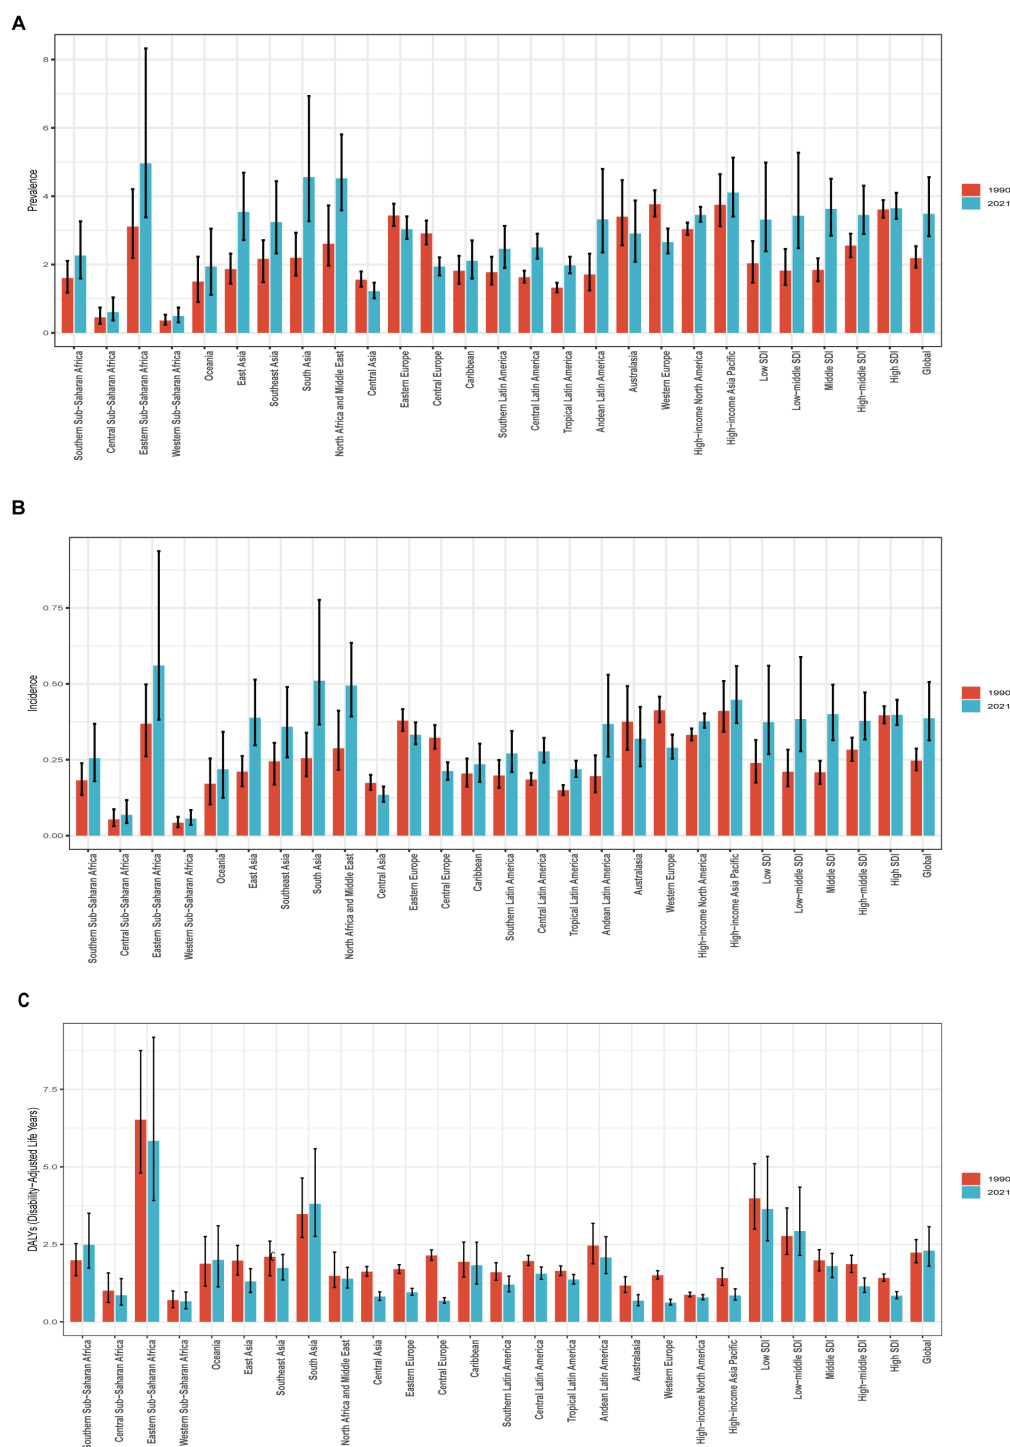 A
8
6
4
2
0
Prevalence
1990
2021
Southern Sub-Saharan Africa
Central Sub-Saharan Africa
Eastern Sub-Saharan Africa
Western Sub-Saharan Africa
Oceania
East Asia
Southeast Asia
South Asia
North Africa and Middle East
Central Asia
Eastern Europe
Central Europe
Caribbean
Southern Latin America
Central Latin America
Tropical Latin America
Andean Latin America
Australasia
Western Europe
High-income North America
High-income Asia Pacific
Low SDI
Low-middle SDI
Middle SDI
High-middle SDI
High SDI
Global
B
0.75
0.50
0.25
0.00
Incidence
1990
2021
Southern Sub-Saharan Africa
Central Sub-Saharan Africa
Eastern Sub-Saharan Africa
Western Sub-Saharan Africa
Oceania
East Asia
Southeast Asia
South Asia
North Africa and Middle East
Central Asia
Eastern Europe
Central Europe
Caribbean
Southern Latin America
Central Latin America
Tropical Latin America
Andean Latin America
Australasia
Western Europe
High-income North America
High-income Asia Pacific
Low SDI
Low-middle SDI
Middle SDI
High-middle SDI
High SDI
Global
C
7.5
5.0
2.5
0.0
DALYs (Disability-Adjusted Life Years)
C
1990
2021
Southern Sub-Saharan Africa
Central Sub-Saharan Africa
Eastern Sub-Saharan Africa
Western Sub-Saharan Africa
Oceania
East Asia
Southeast Asia
South Asia
North Africa and Middle East
Central Asia
Eastern Europe
Central Europe
Caribbean
Southern Latin America
Central Latin America
Tropical Latin America
Andean Latin America
Australasia
Western Europe
High-income North America
High-income Asia Pacific
Low SDI
Low-middle SDI
Middle SDI
High-middle SDI
High SDI
Global